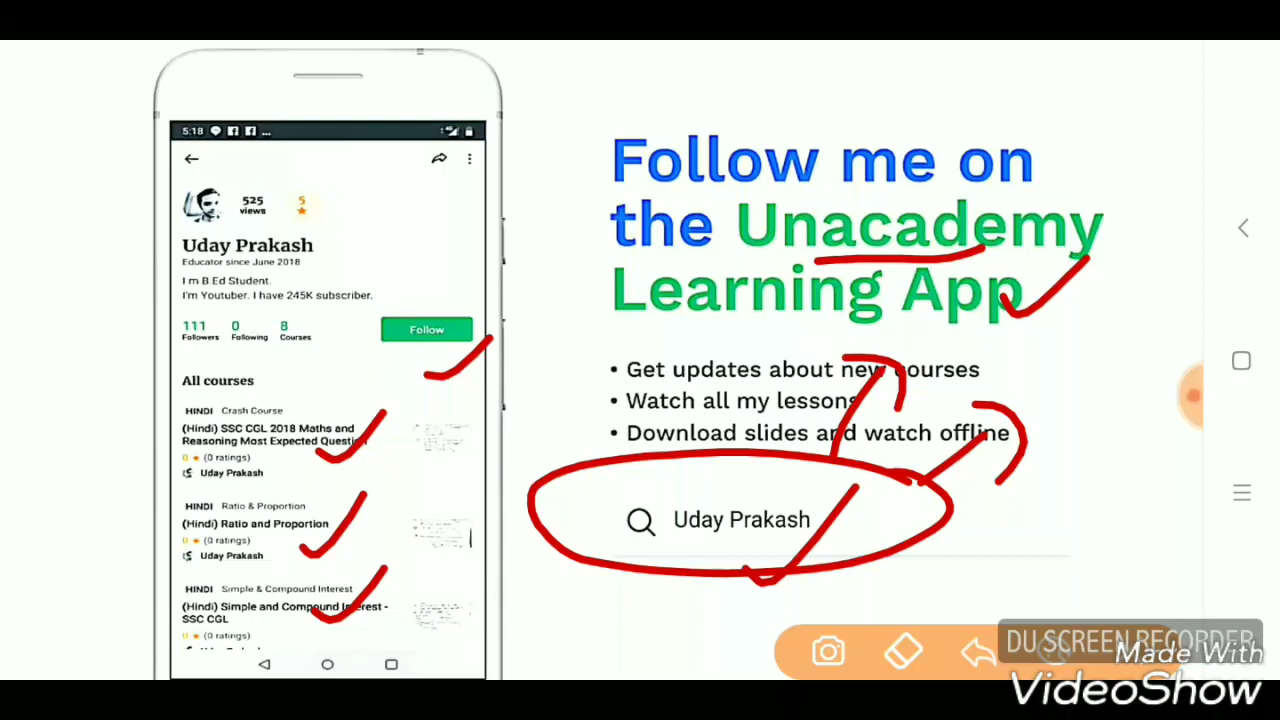 5:18
525
views
5
Uday Prakash
Educator since June 2018
I m B.Ed Student.
I'm Youtuber. I have 245K subscriber.
111
Followers
0
Following
8
Courses
Follow
All courses
HINDI Crash Course
(Hindi) SSC CGL 2018 Maths and
Reasoning Most Expected Question
0 ★ (0 ratings)
Uday Prakash
HINDI Ratio & Proportion
(Hindi) Ratio and Proportion
0 ★ (0 ratings)
Uday Prakash
HINDI Simple & Compound Interest
(Hindi) Simple and Compound Interest -
SSC CGL
0 ★ (0 ratings)
Follow me on
the Unacademy
Learning App
• Get updates about new courses
• Watch all my lessons
• Download slides and watch offline
Uday Prakash
DU SCREEN RECORDER
Made With
VideoShow